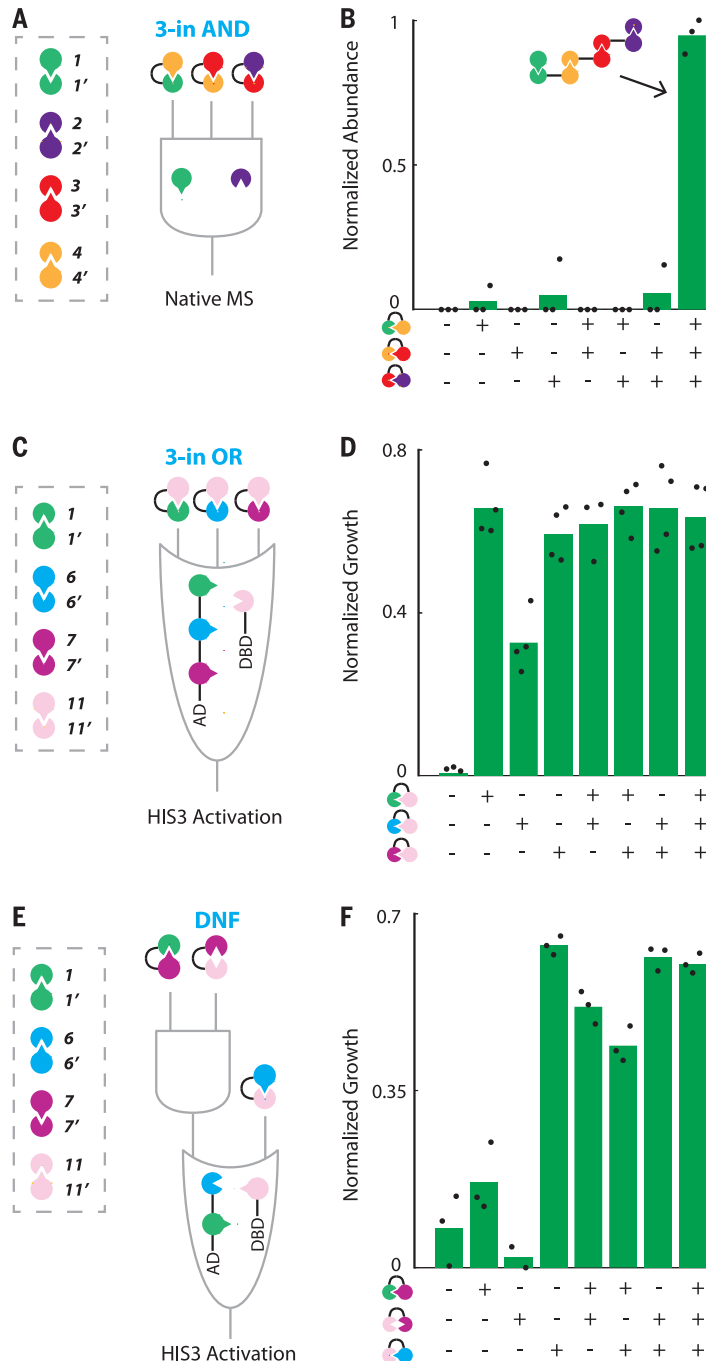 A
3-in AND
1
1′
2
2′
3
3′
4
4′
Native MS
B
Normalized Abundance
1
0.5
0
- + - - + + - +
- - + - + - + +
- - - + - + + +
C
3-in OR
1
1′
6
6′
7
7′
11
11′
AD
DBD
HIS3 Activation
D
Normalized Growth
0.8
0.4
0
- + - - + + - +
- - + - + - + +
- - - + - + + +
E
DNF
1
1′
6
6′
7
7′
11
11′
AD
DBD
HIS3 Activation
F
Normalized Growth
0.7
0.35
0
- + - - + + - +
- - + - + - + +
- - - + - + + +